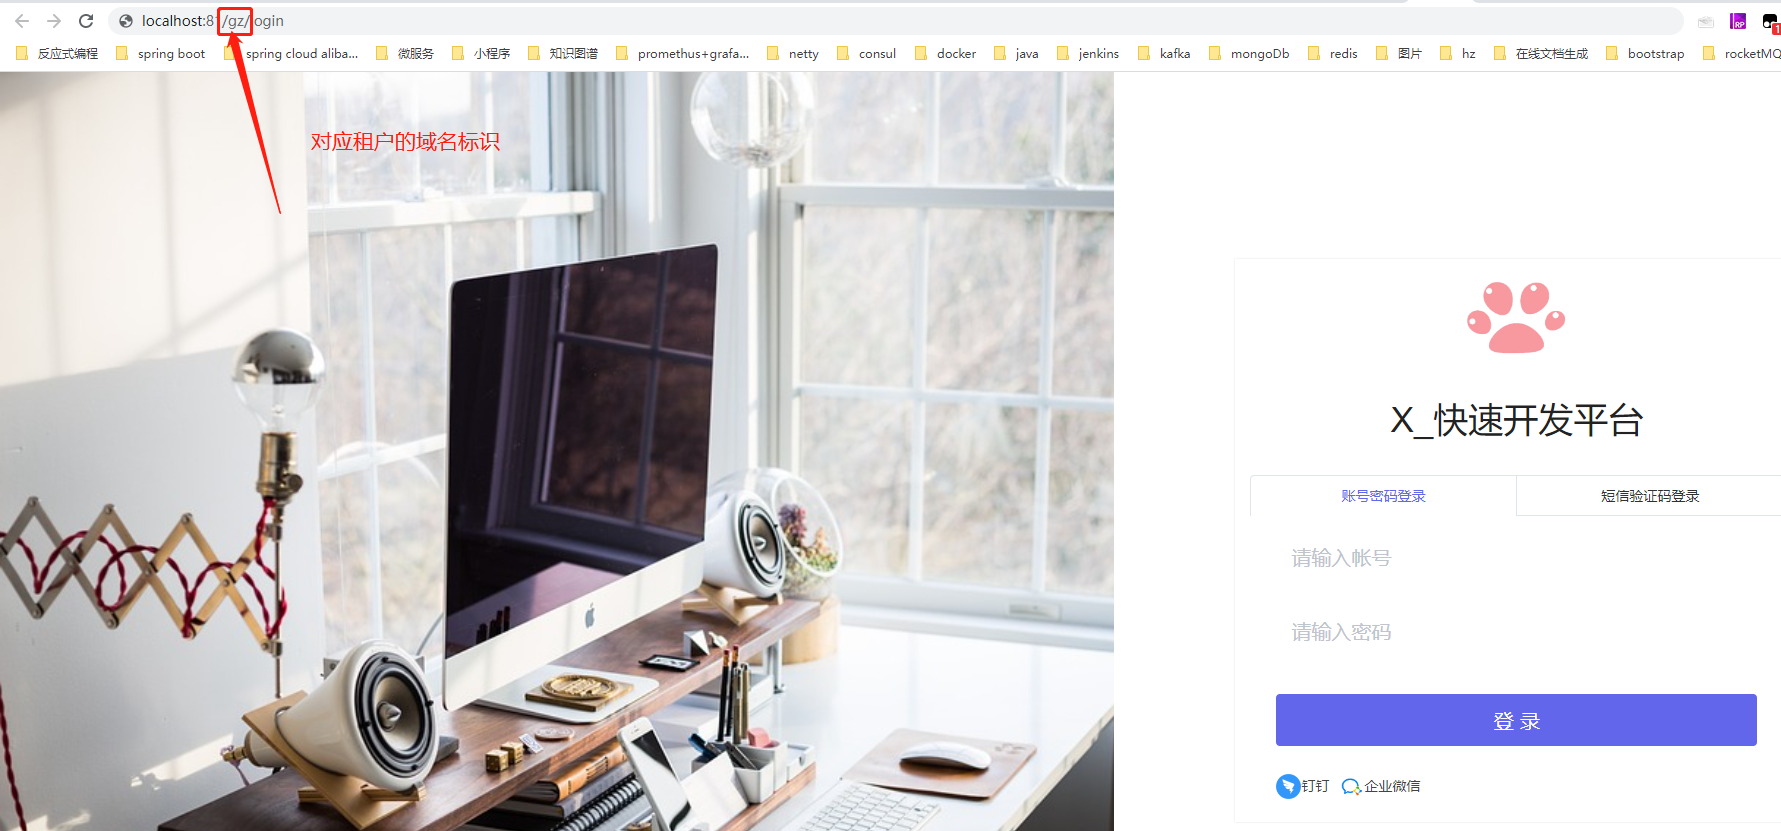 localhost:81/gz/login
反应式编程 spring boot spring cloud aliba... 微服务 小程序 知识图谱 promethus+grafa... netty consul docker java jenkins kafka mongoDb redis 图片 hz 在线文档生成 bootstrap rocketMQ
对应租户的域名标识
X_快速开发平台
账号密码登录 短信验证码登录
请输入帐号
请输入密码
登 录
钉钉 企业微信